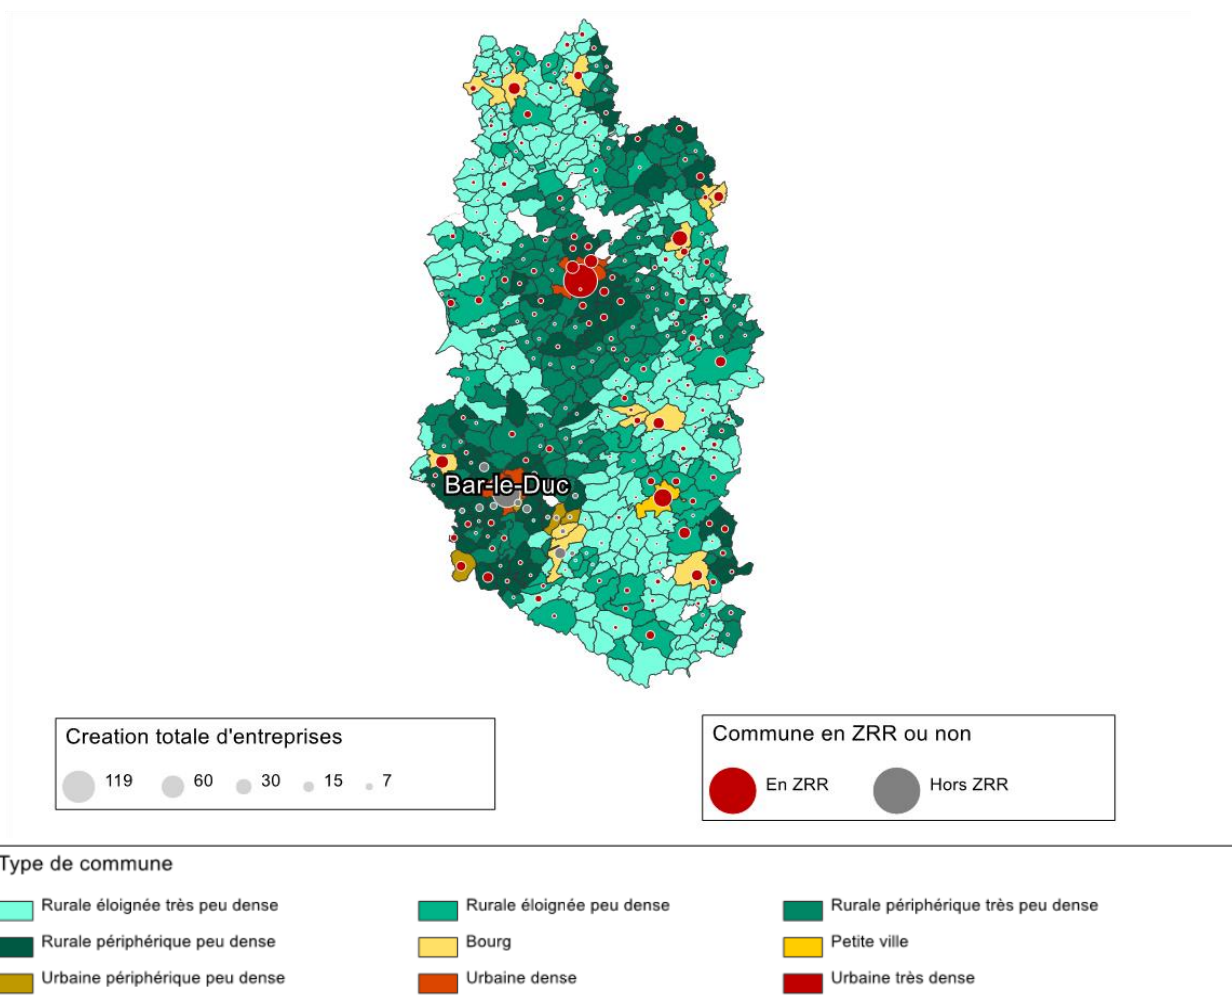 Bar-le-Duc
Creation totale d'entreprises
119 60 30 15 7
Commune en ZRR ou non
En ZRR Hors ZRR
Type de commune
Rurale éloignée très peu dense Rurale éloignée peu dense Rurale périphérique très peu dense
Rurale périphérique peu dense Bourg Petite ville
Urbaine périphérique peu dense Urbaine dense Urbaine très dense